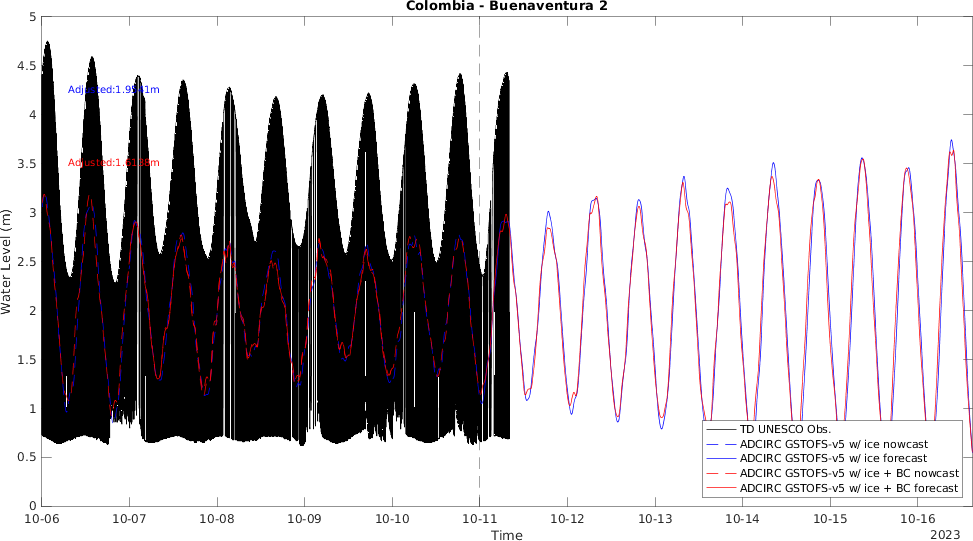 Colombia - Buenaventura 2
Water Level (m)
5
4.5
4
3.5
3
2.5
2
1.5
1
0.5
0
10-06
10-07
10-08
10-09
10-10
10-11
10-12
10-13
10-14
10-15
10-16
Time
2023
TD UNESCO Obs.
ADCIRC GSTOFS-v5 w/ ice nowcast
ADCIRC GSTOFS-v5 w/ ice forecast
ADCIRC GSTOFS-v5 w/ ice + BC nowcast
ADCIRC GSTOFS-v5 w/ ice + BC forecast